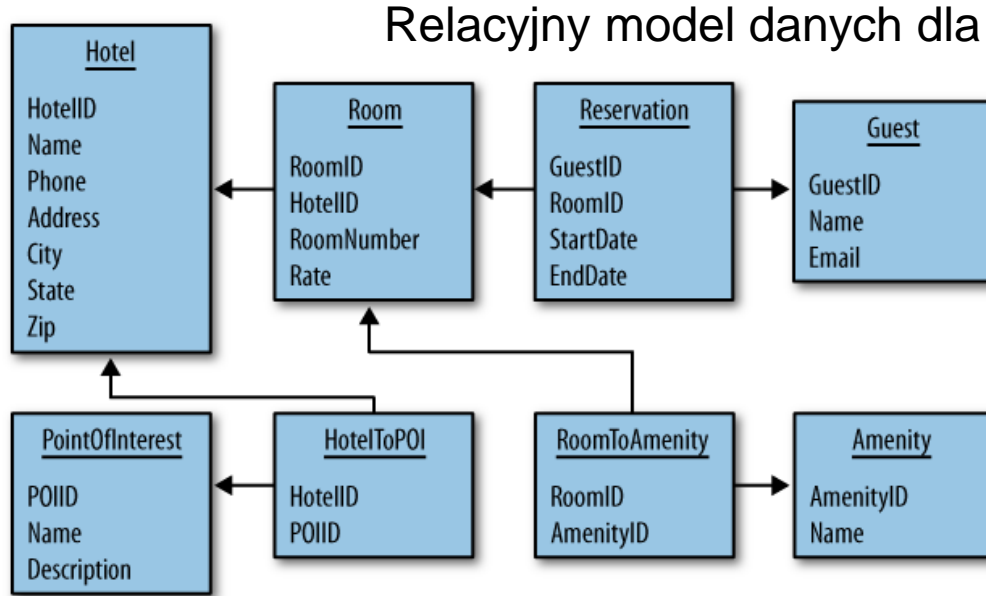 Relacyjny model danych dla
Hotel
HotelID
Name
Phone
Address
City
State
Zip
Room
RoomID
HotelID
RoomNumber
Rate
Reservation
GuestID
RoomID
StartDate
EndDate
Guest
GuestID
Name
Email
PointOfInterest
POIID
Name
Description
HotelToPOI
HotelID
POIID
RoomToAmenity
RoomID
AmenityID
Amenity
AmenityID
Name